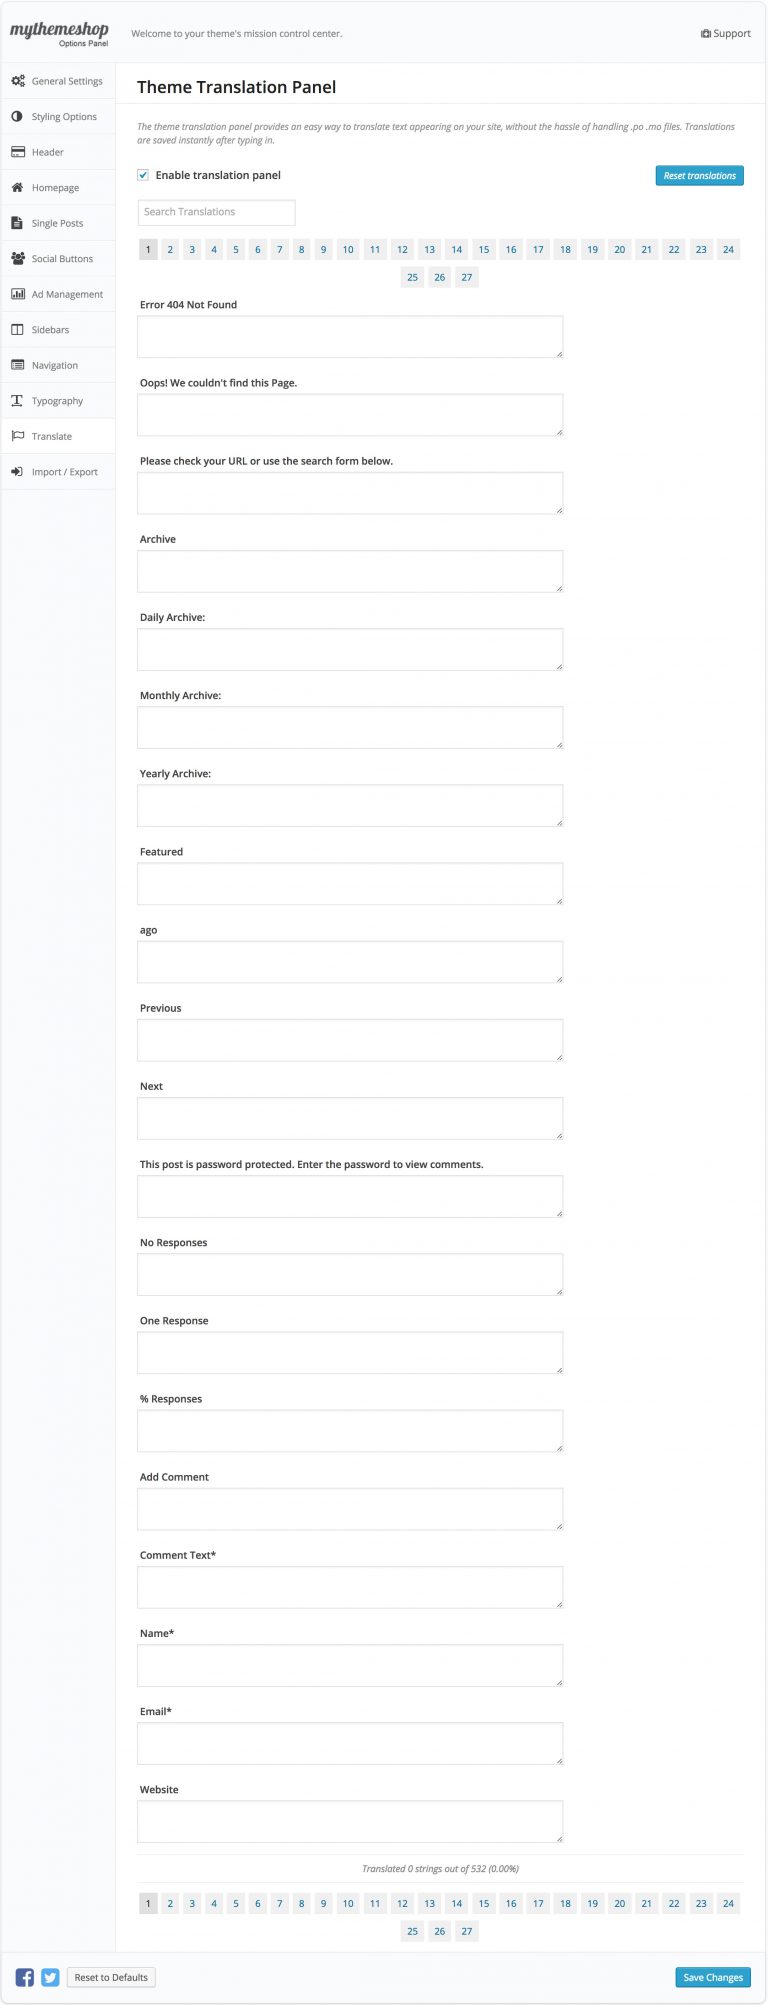 mythemeshop
Options Panel
Welcome to your theme's mission control center.
Support
General Settings
Styling Options
Header
Homepage
Single Posts
Social Buttons
Ad Management
Sidebars
Navigation
Typography
Translate
Import / Export
Theme Translation Panel
The theme translation panel provides an easy way to translate text appearing on your site, without the hassle of handling .po .mo files. Translations
are saved instantly after typing in.
Enable translation panel
Reset translations
Search Translations
1 2 3 4 5 6 7 8 9 10 11 12 13 14 15 16 17 18 19 20 21 22 23 24
25 26 27
Error 404 Not Found
Oops! We couldn't find this Page.
Please check your URL or use the search form below.
Archive
Daily Archive:
Monthly Archive:
Yearly Archive:
Featured
ago
Previous
Next
This post is password protected. Enter the password to view comments.
No Responses
One Response
% Responses
Add Comment
Comment Text*
Name*
Email*
Website
Translated 0 strings out of 532 (0.00%)
1 2 3 4 5 6 7 8 9 10 11 12 13 14 15 16 17 18 19 20 21 22 23 24
25 26 27
Reset to Defaults
Save Changes